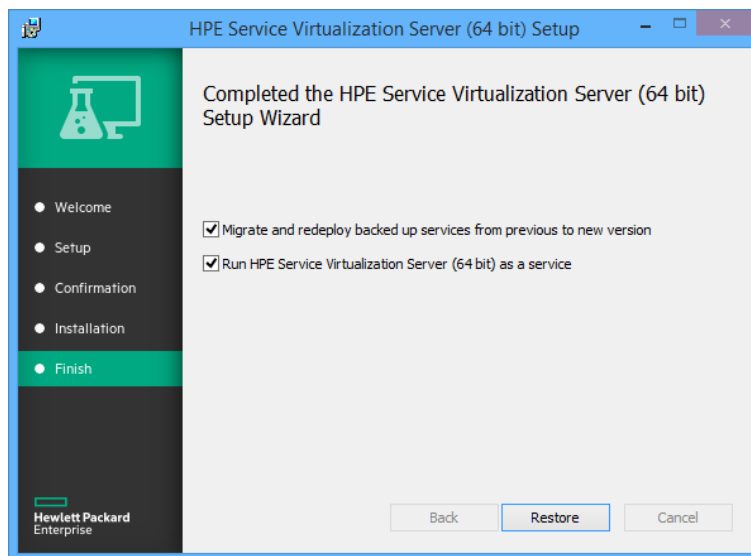 HPE Service Virtualization Server (64 bit) Setup
Completed the HPE Service Virtualization Server (64 bit)
Setup Wizard
Welcome
Setup
Confirmation
Installation
Finish
Migrate and redeploy backed up services from previous to new version
Run HPE Service Virtualization Server (64 bit) as a service
Hewlett Packard
Enterprise
Back
Restore
Cancel